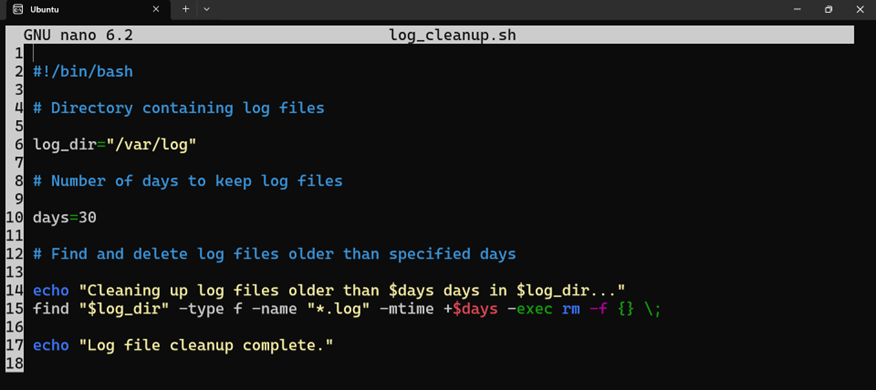 Ubuntu
GNU nano 6.2 log_cleanup.sh
1
2 #!/bin/bash
3
4 # Directory containing log files
5
6 log_dir="/var/log"
7
8 # Number of days to keep log files
9
10 days=30
11
12 # Find and delete log files older than specified days
13
14 echo "Cleaning up log files older than $days days in $log_dir..."
15 find "$log_dir" -type f -name "*.log" -mtime +$days -exec rm -f {} \;
16
17 echo "Log file cleanup complete."
18